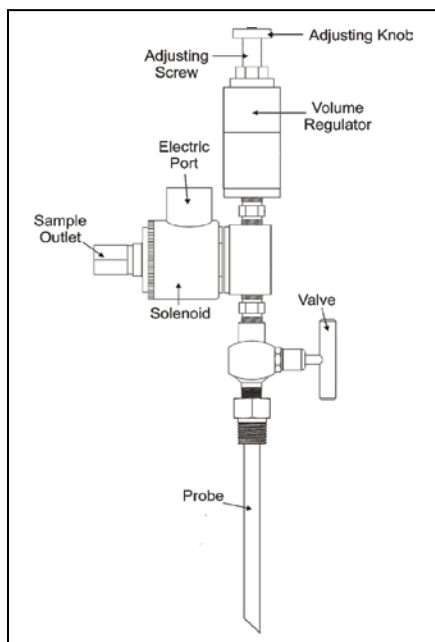 Adjusting Knob
Adjusting
Screw
Volume
Regulator
Electric
Port
Sample
Outlet
Solenoid
Valve
Probe